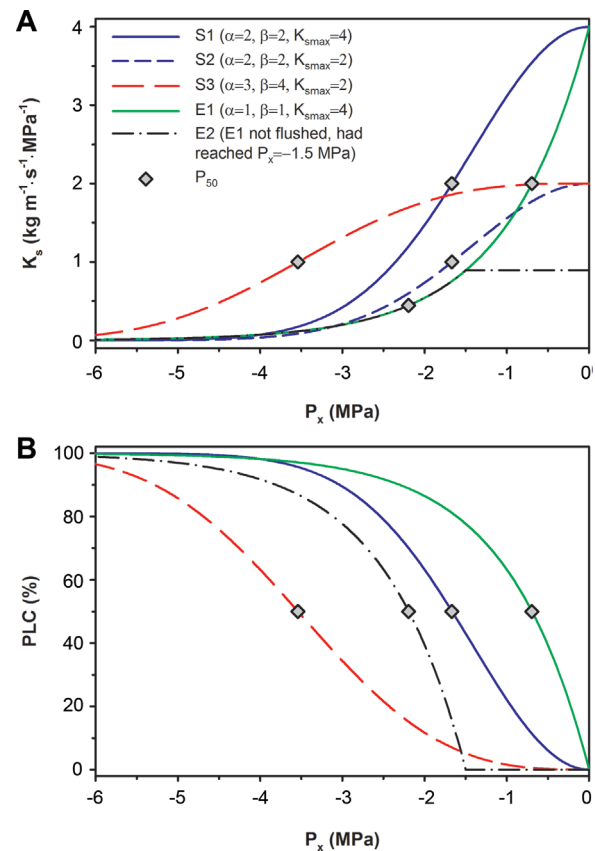 A
S1 (α=2, β=2, Ksmax=4)
S2 (α=2, β=2, Ksmax=2)
S3 (α=3, β=4, Ksmax=2)
E1 (α=1, β=1, Ksmax=4)
E2 (E1 not flushed, had
reached Px=−1.5 MPa)
P50
Ks (kg m-1·s-1·MPa-1)
4
3
2
1
0
-6
-5
-4
-3
-2
-1
0
Px (MPa)
B
PLC (%)
100
80
60
40
20
0
-6
-5
-4
-3
-2
-1
0
Px (MPa)